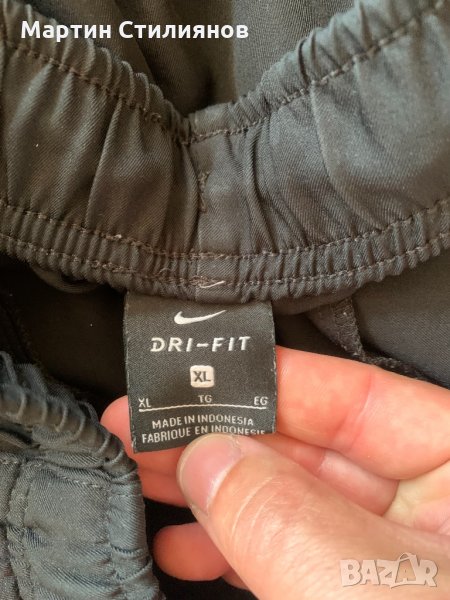 Мартин Стилиянов
DRI-FIT
XL
XL TG EG
MADE IN INDONESIA
FABRIQUE EN INDONESIE
BAZAR